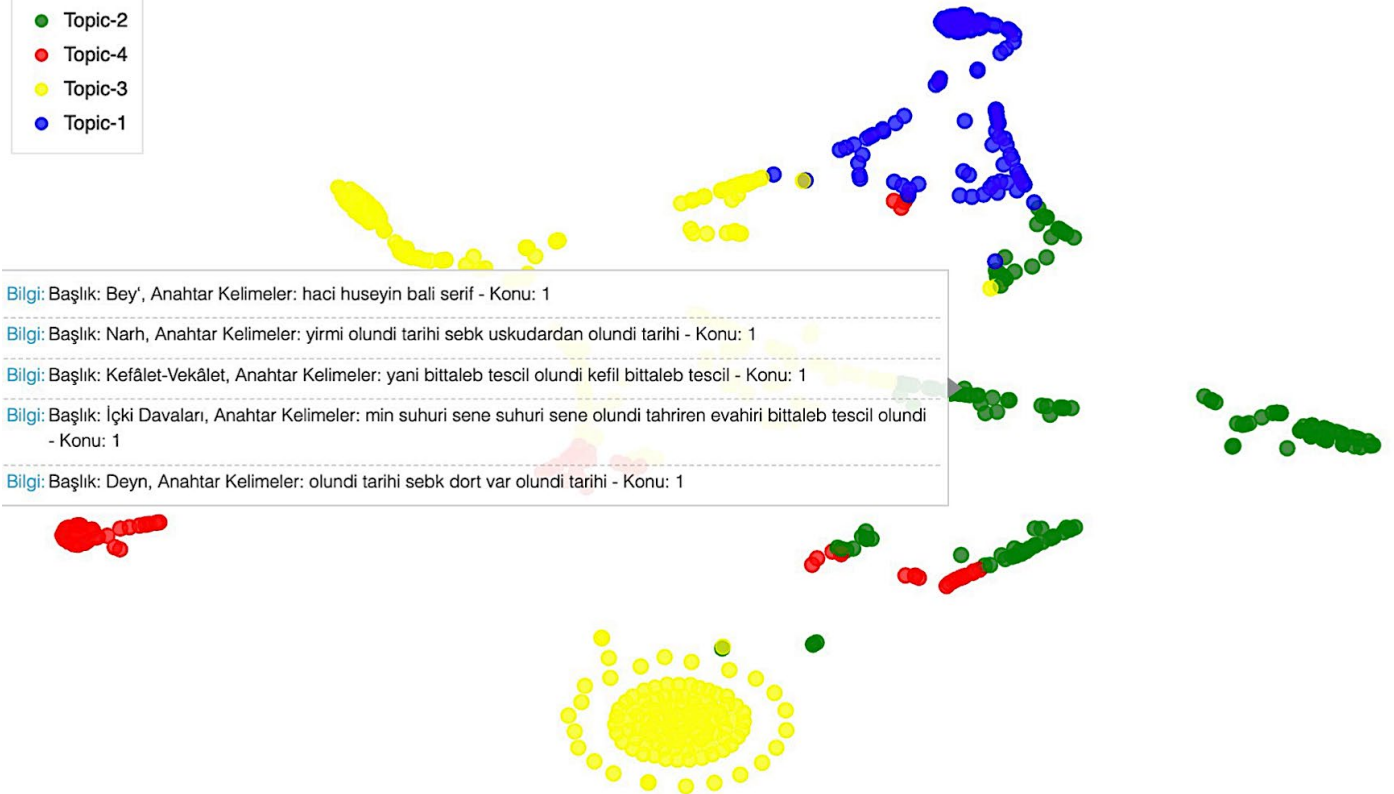 Topic-2
Topic-4
Topic-3
Topic-1
Bilgi: Başlık: Bey', Anahtar Kelimeler: haci huseyin bali serif - Konu: 1
Bilgi: Başlık: Narh, Anahtar Kelimeler: yirmi olundi tarihi sebk uskudardan olundi tarihi - Konu: 1
Bilgi: Başlık: Kefâlet-Vekâlet, Anahtar Kelimeler: yani bittaleb tescil olundi kefil bittaleb tescil - Konu: 1
Bilgi: Başlık: İçki Davaları, Anahtar Kelimeler: min suhuri sene suhuri sene olundi tahriren evahiri bittaleb tescil olundi
- Konu: 1
Bilgi: Başlık: Deyn, Anahtar Kelimeler: olundi tarihi sebk dort var olundi tarihi - Konu: 1